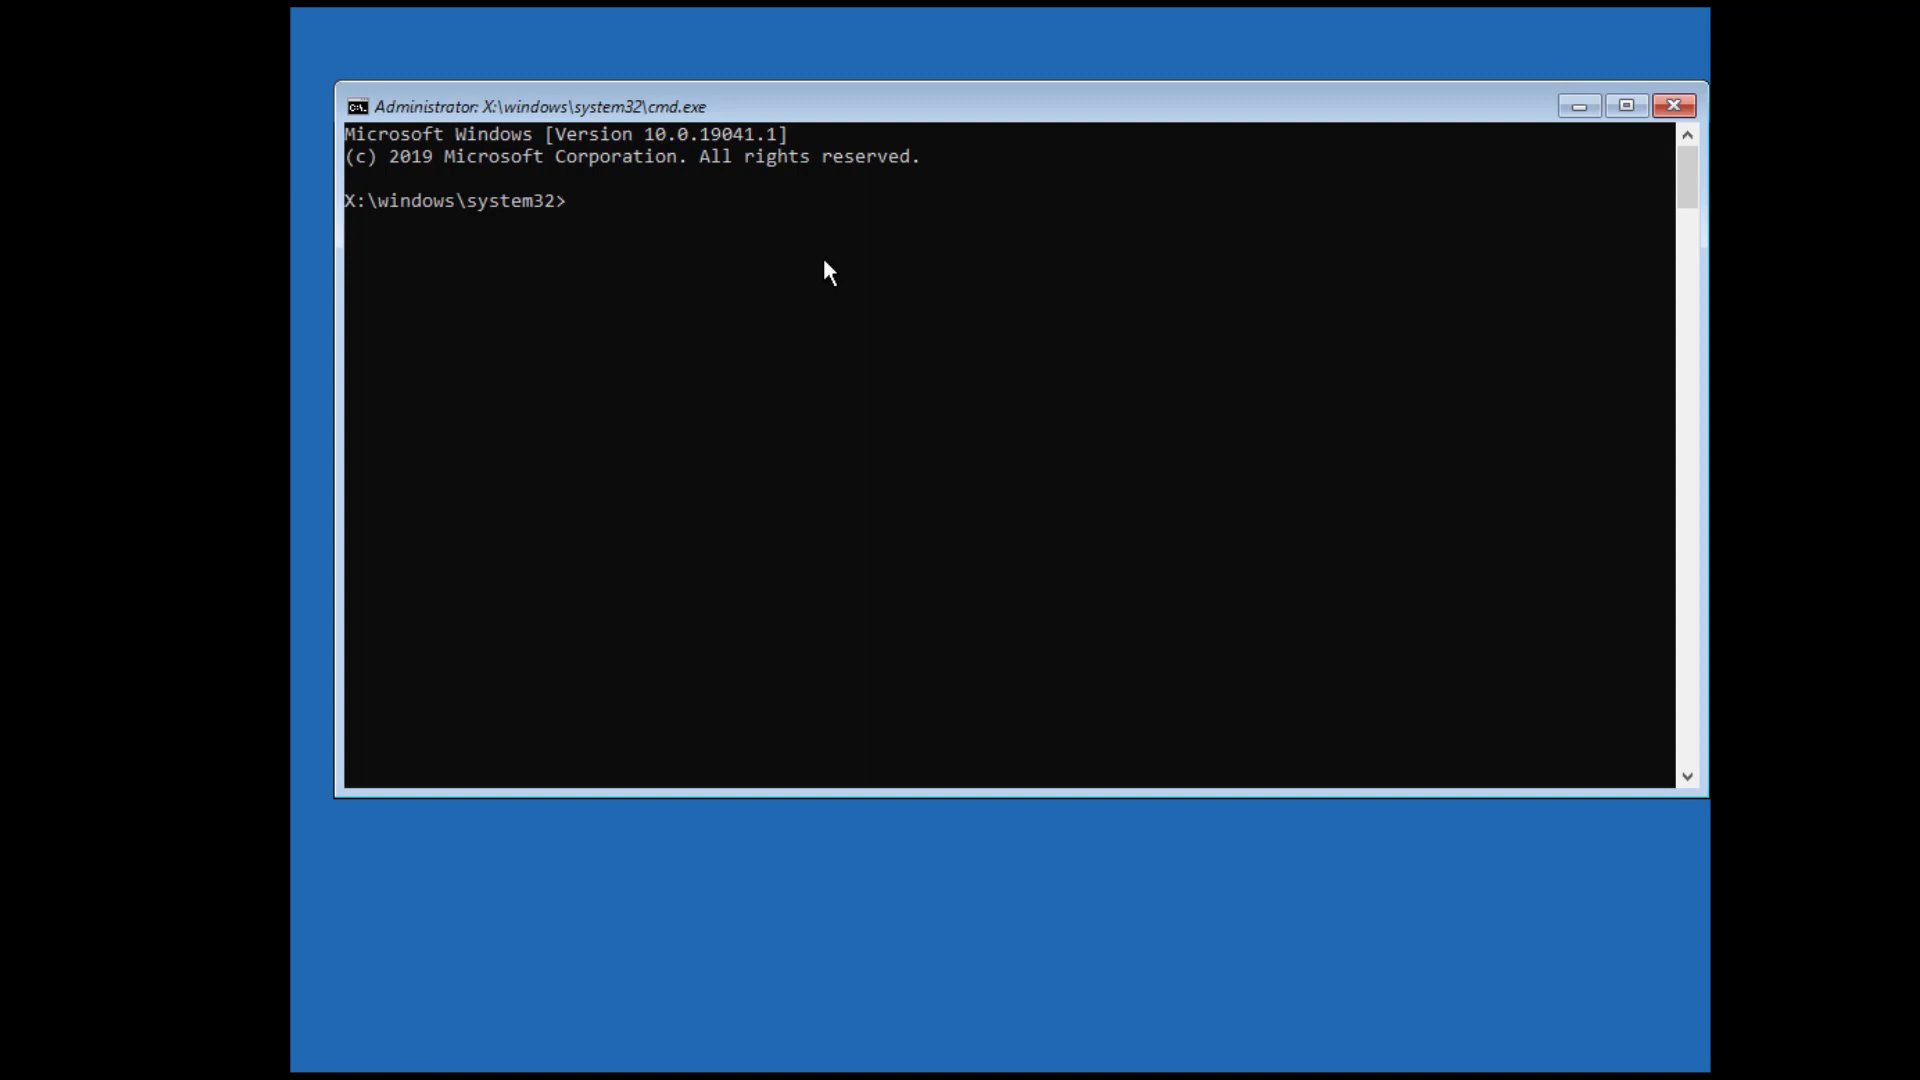 Administrator: X:\windows\system32\cmd.exe
Microsoft Windows [Version 10.0.19041.1]
(c) 2019 Microsoft Corporation. All rights reserved.
X:\windows\system32>